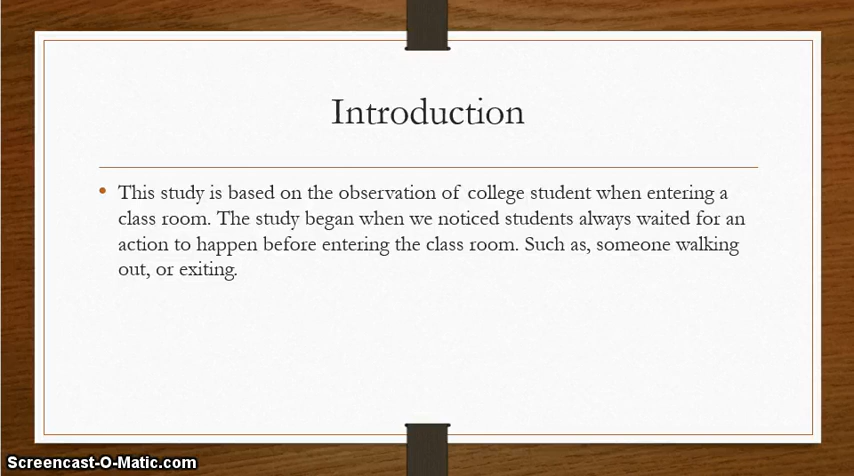 Introduction
• This study is based on the observation of college student when entering a
class room. The study began when we noticed students always waited for an
action to happen before entering the class room. Such as, someone walking
out, or exiting.
Screencast-O-Matic.com